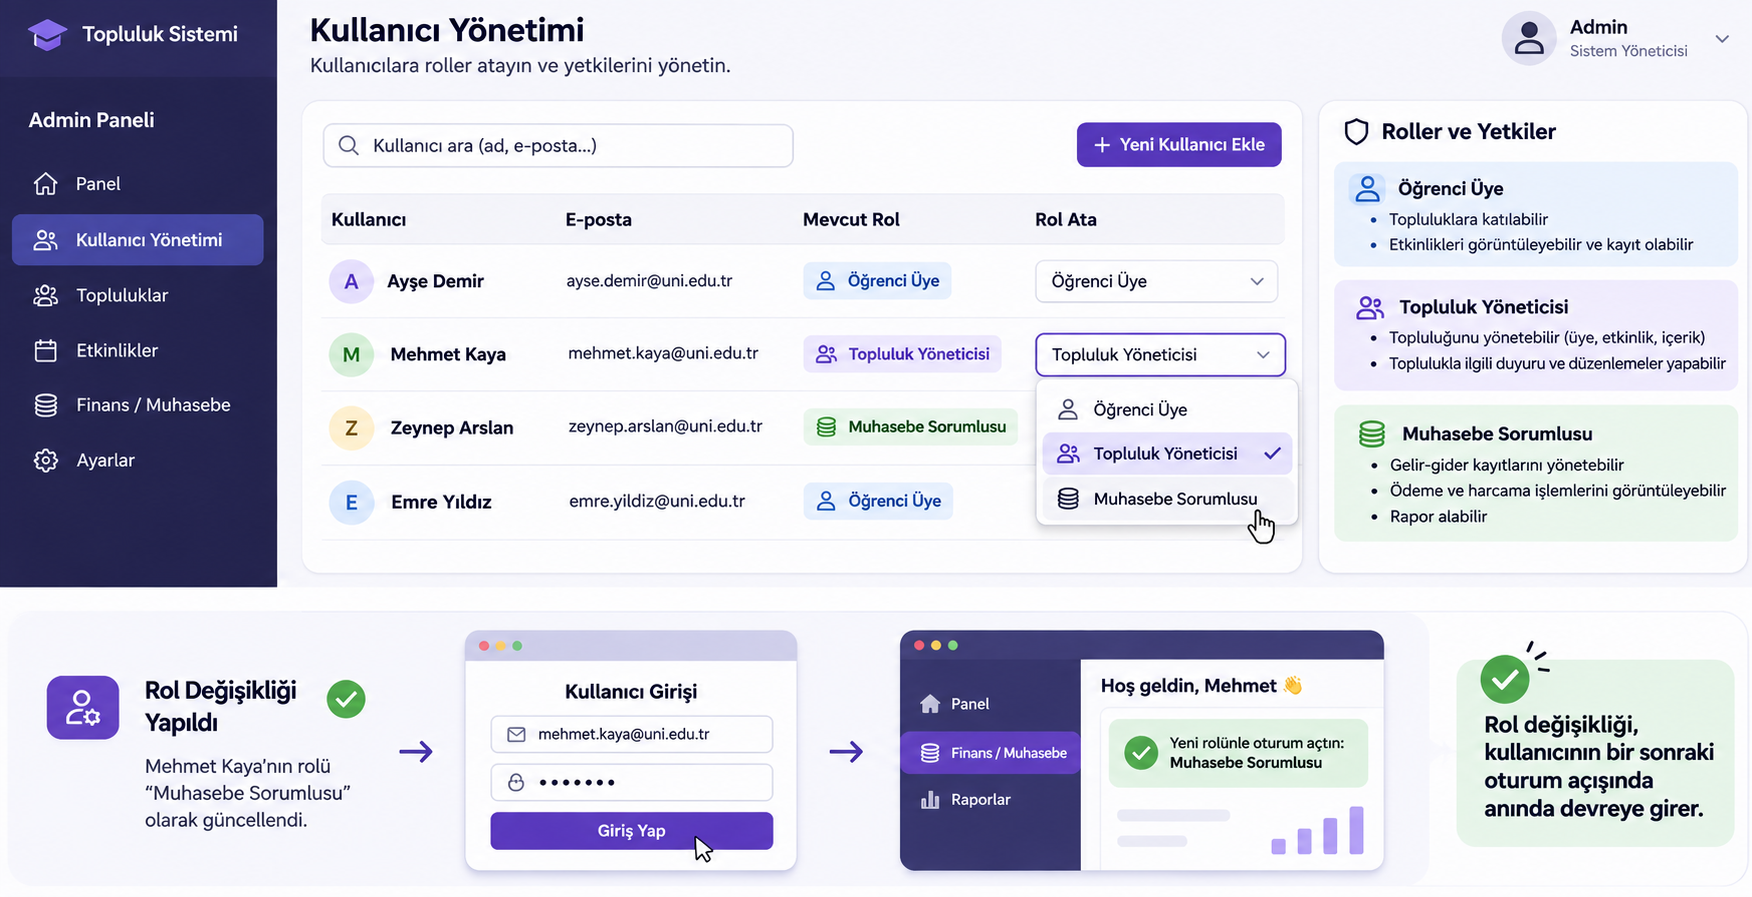 Topluluk Sistemi
Admin Paneli
Panel
Kullanıcı Yönetimi
Topluluklar
Etkinlikler
Finans / Muhasebe
Ayarlar
Kullanıcı Yönetimi
Kullanıcılara roller atayın ve yetkilerini yönetin.
Admin
Sistem Yöneticisi
Kullanıcı ara (ad, e-posta...)
+ Yeni Kullanıcı Ekle
Kullanıcı E-posta Mevcut Rol Rol Ata
A Ayşe Demir ayse.demir@uni.edu.tr Öğrenci Üye Öğrenci Üye
M Mehmet Kaya mehmet.kaya@uni.edu.tr Topluluk Yöneticisi Topluluk Yöneticisi
Z Zeynep Arslan zeynep.arslan@uni.edu.tr Muhasebe Sorumlusu
E Emre Yıldız emre.yildiz@uni.edu.tr Öğrenci Üye
Öğrenci Üye
Topluluk Yöneticisi
Muhasebe Sorumlusu
Roller ve Yetkiler
Öğrenci Üye
• Topluluklara katılabilir
• Etkinlikleri görüntüleyebilir ve kayıt olabilir
Topluluk Yöneticisi
• Topluluğunu yönetebilir (üye, etkinlik, içerik)
• Toplulukla ilgili duyuru ve düzenlemeler yapabilir
Muhasebe Sorumlusu
• Gelir-gider kayıtlarını yönetebilir
• Ödeme ve harcama işlemlerini görüntüleyebilir
• Rapor alabilir
Rol Değişikliği
Yapıldı
Mehmet Kaya’nın rolü
“Muhasebe Sorumlusu”
olarak güncellendi.
Kullanıcı Girişi
mehmet.kaya@uni.edu.tr
•••••••
Giriş Yap
Panel
Finans / Muhasebe
Raporlar
Hoş geldin, Mehmet 👋
Yeni rolünle oturum açtın:
Muhasebe Sorumlusu
Rol değişikliği,
kullanıcının bir sonraki
oturum açışında
anında devreye girer.